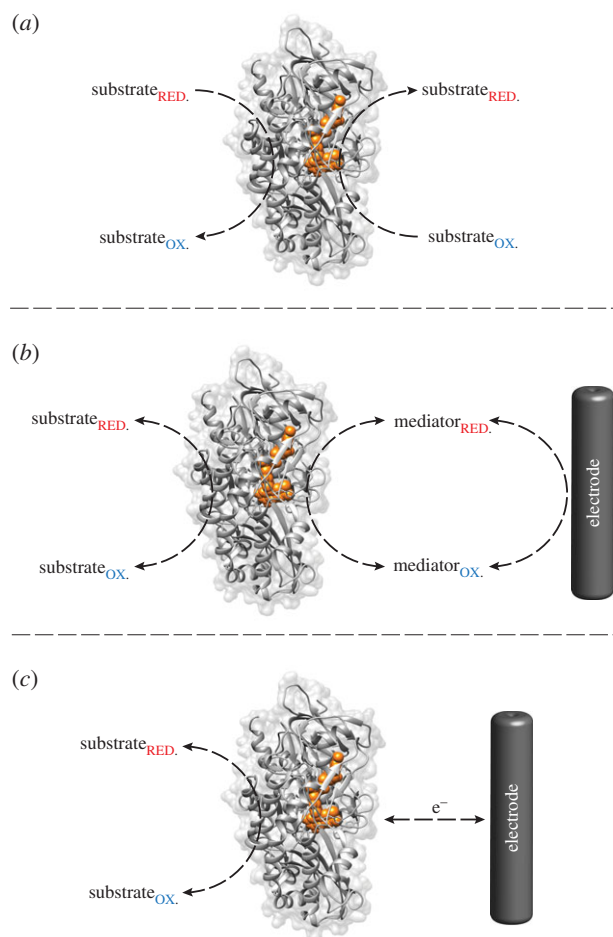 (a)
substrateRED. substrateRED.
substrateOX. substrateOX.
(b)
substrateRED. mediatorRED.
electrode
substrateOX. mediatorOX.
(c)
substrateRED.
e−
electrode
substrateOX.